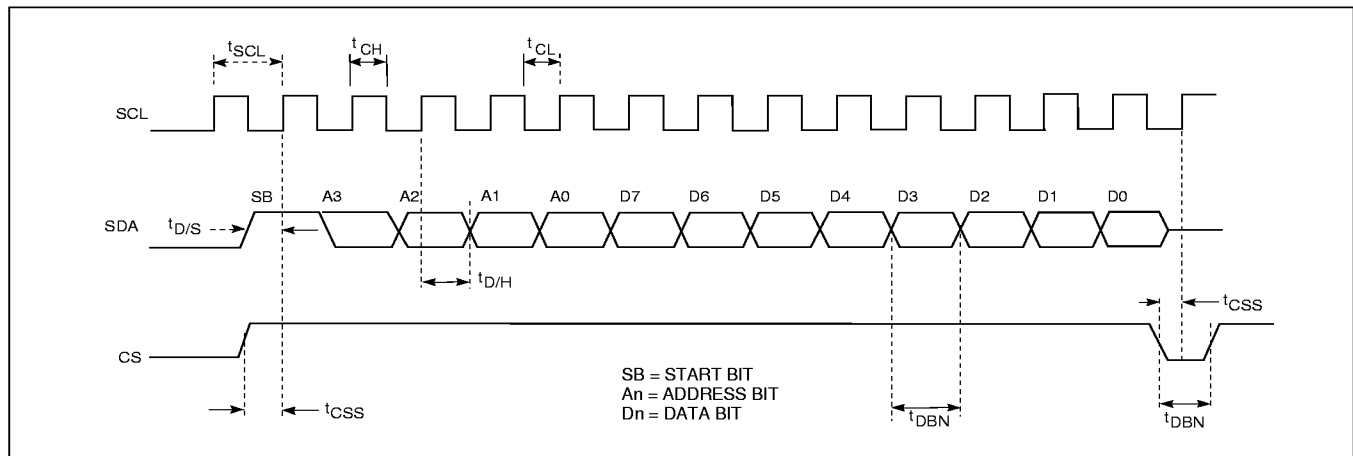 tSCL
tCH
tCL
SCL
SB A3 A2 A1 A0 D7 D6 D5 D4 D3 D2 D1 D0
SDA
tD/S
tD/H
tCSS
CS
SB = START BIT
An = ADDRESS BIT
Dn = DATA BIT
tCSS
tDBN
tDBN